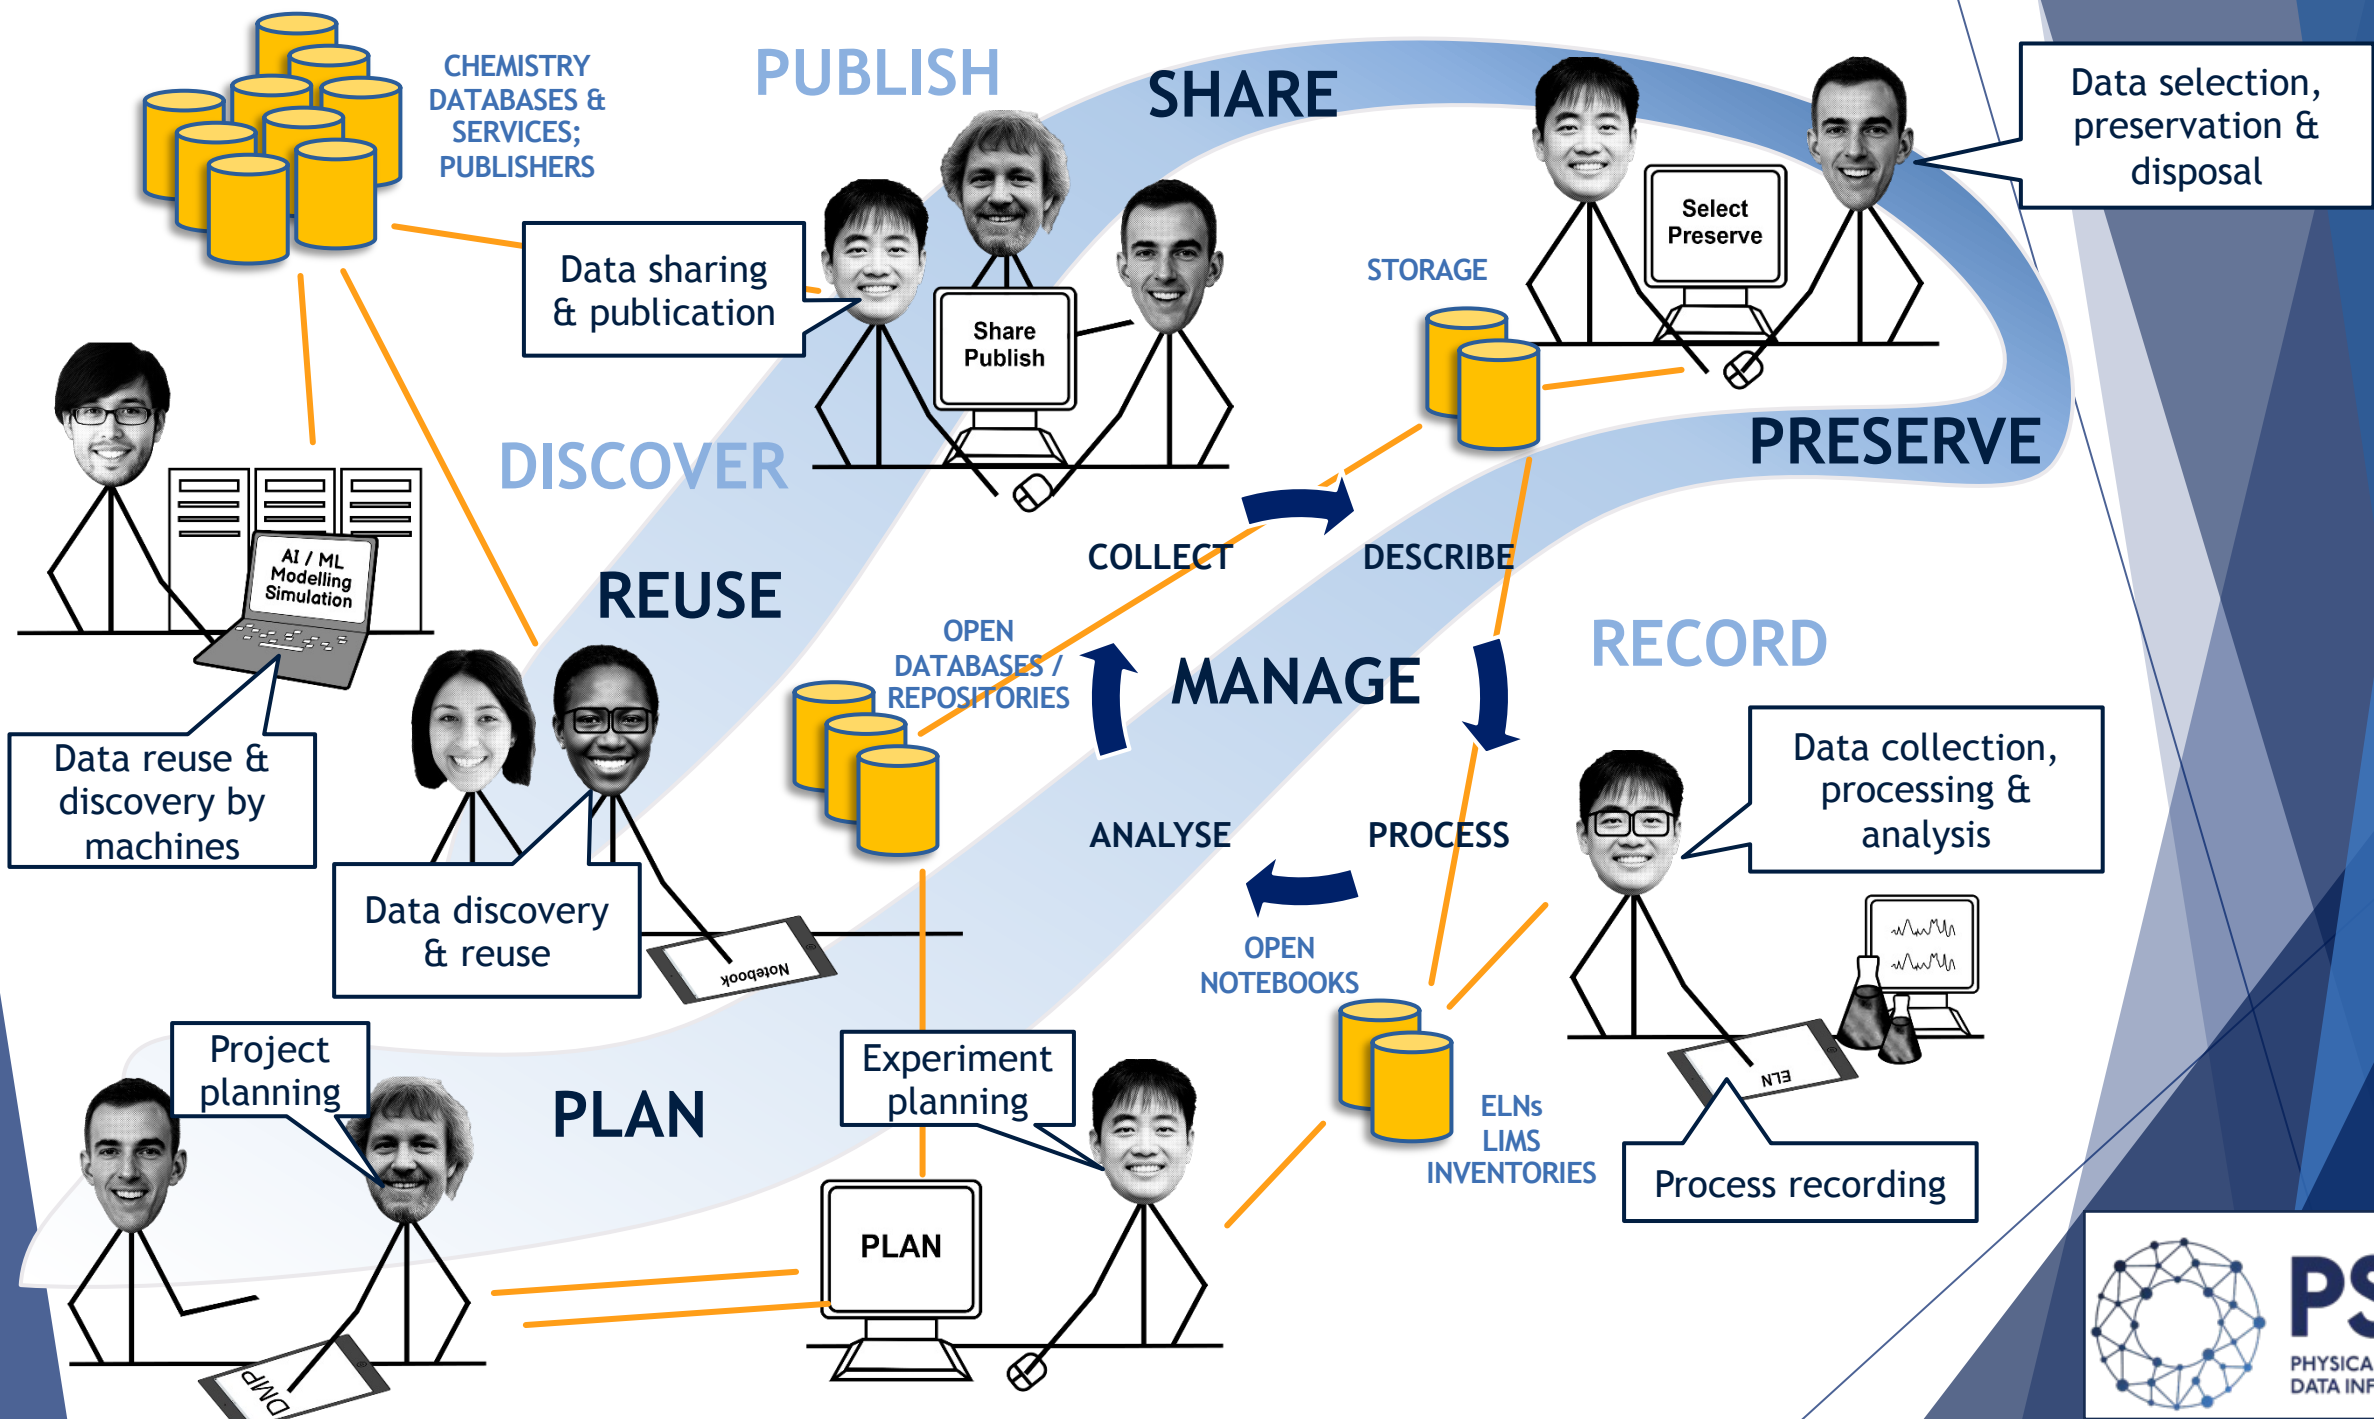 CHEMISTRY
DATABASES &
SERVICES;
PUBLISHERS
PUBLISH
SHARE
Data selection,
preservation &
disposal
Select
Preserve
Data sharing
& publication
Share
Publish
STORAGE
PRESERVE
DISCOVER
REUSE
AI / ML
Modelling
Simulation
COLLECT
DESCRIBE
OPEN
DATABASES /
REPOSITORIES
MANAGE
RECORD
Data reuse &
discovery by
machines
Data collection,
processing &
analysis
ANALYSE
PROCESS
Data discovery
& reuse
Notebook
OPEN
NOTEBOOKS
Project
planning
PLAN
Experiment
planning
ELN
ELNs
LIMS
INVENTORIES
Process recording
PLAN
DMP
PS
PHYSICA
DATA INF